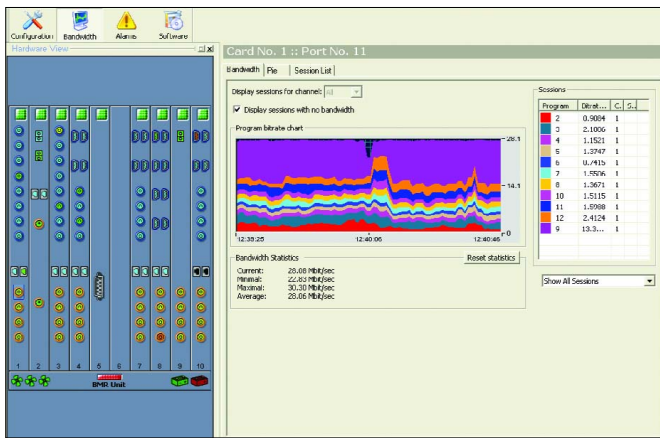 Configuration Bandwidth Alarms Software
Hardware View
Card No. 1 :: Port No. 11
Bandwidth Pie Session List
Display sessions for channel: All
Display sessions with no bandwidth
Program bitrate chart
28.1
14.1
0
12:39:25 12:40:06 12:40:46
Bandwidth Statistics
Reset statistics
Current: 28.08 Mbit/sec
Minimal: 22.83 Mbit/sec
Maximal: 30.30 Mbit/sec
Average: 28.06 Mbit/sec
Sessions
Program Bitrat... C. S..
2 0.9084 1
3 2.1006 1
4 1.1521 1
5 1.3747 1
6 0.7415 1
7 1.5506 1
8 1.3671 1
10 1.5115 1
11 1.5988 1
12 2.4124 1
9 13.3... 1
Show All Sessions
1 2 3 4 5 6 7 8 9 10
BMR Unit